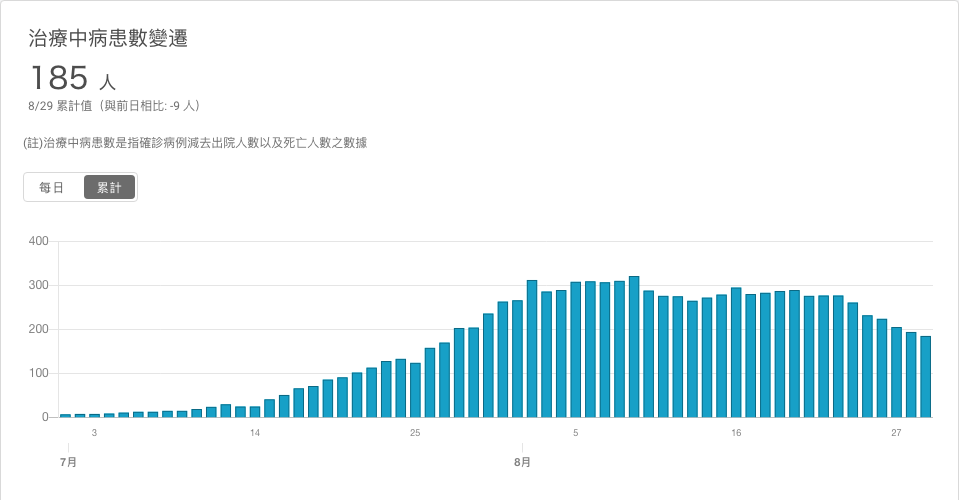 治療中病患數變遷
185 人
8/29 累計值（與前日相比: -9 人）
(註)治療中病患數是指確診病例減去出院人數以及死亡人數之數據
每日 累計
400
300
200
100
0
3 14 25 5 16 27
7月 8月